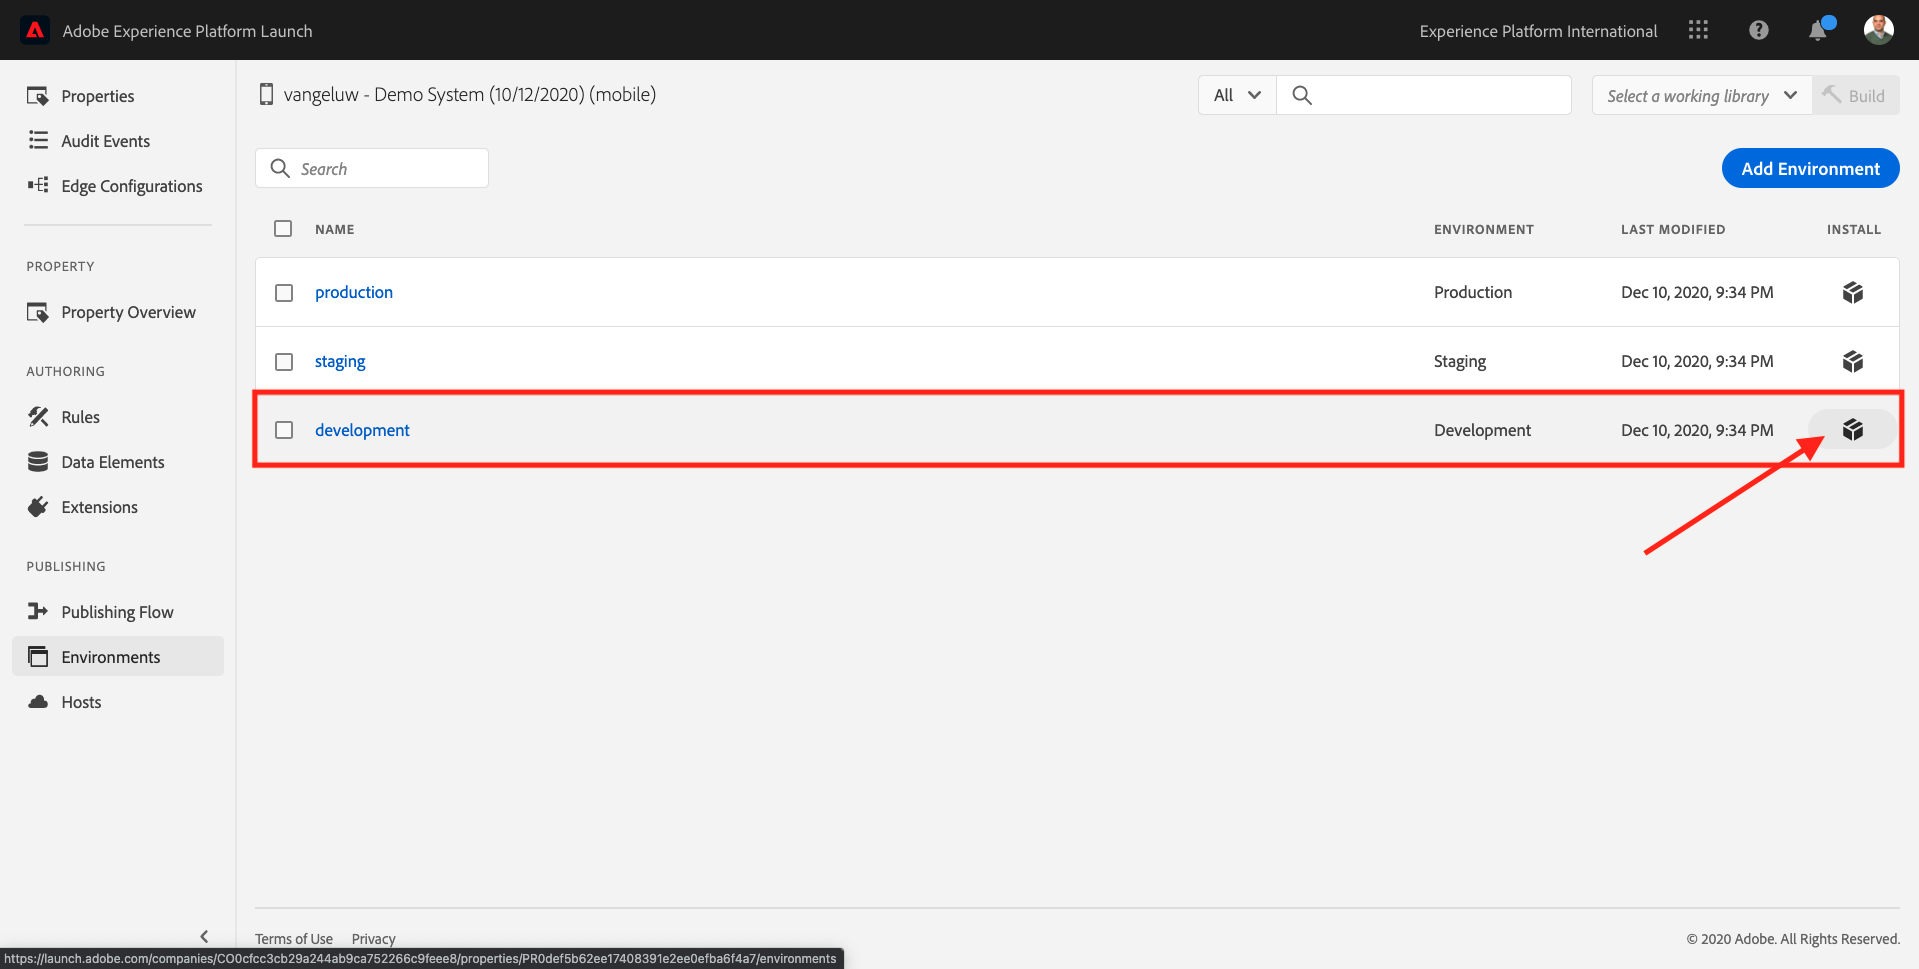 Adobe Experience Platform Launch
Experience Platform International
Properties
Audit Events
Edge Configurations
PROPERTY
Property Overview
AUTHORING
Rules
Data Elements
Extensions
PUBLISHING
Publishing Flow
Environments
Hosts
vangeluw - Demo System (10/12/2020) (mobile)
All
Select a working library
Build
Search
Add Environment
NAME ENVIRONMENT LAST MODIFIED INSTALL
production Production Dec 10, 2020, 9:34 PM
staging Staging Dec 10, 2020, 9:34 PM
development Development Dec 10, 2020, 9:34 PM
Terms of Use Privacy
© 2020 Adobe. All Rights Reserved.
https://launch.adobe.com/companies/CO0cfcc3cb29a244ab9ca752266c9feee8/properties/PR0def5b62ee17408391e2ee0efba6f4a7/environments